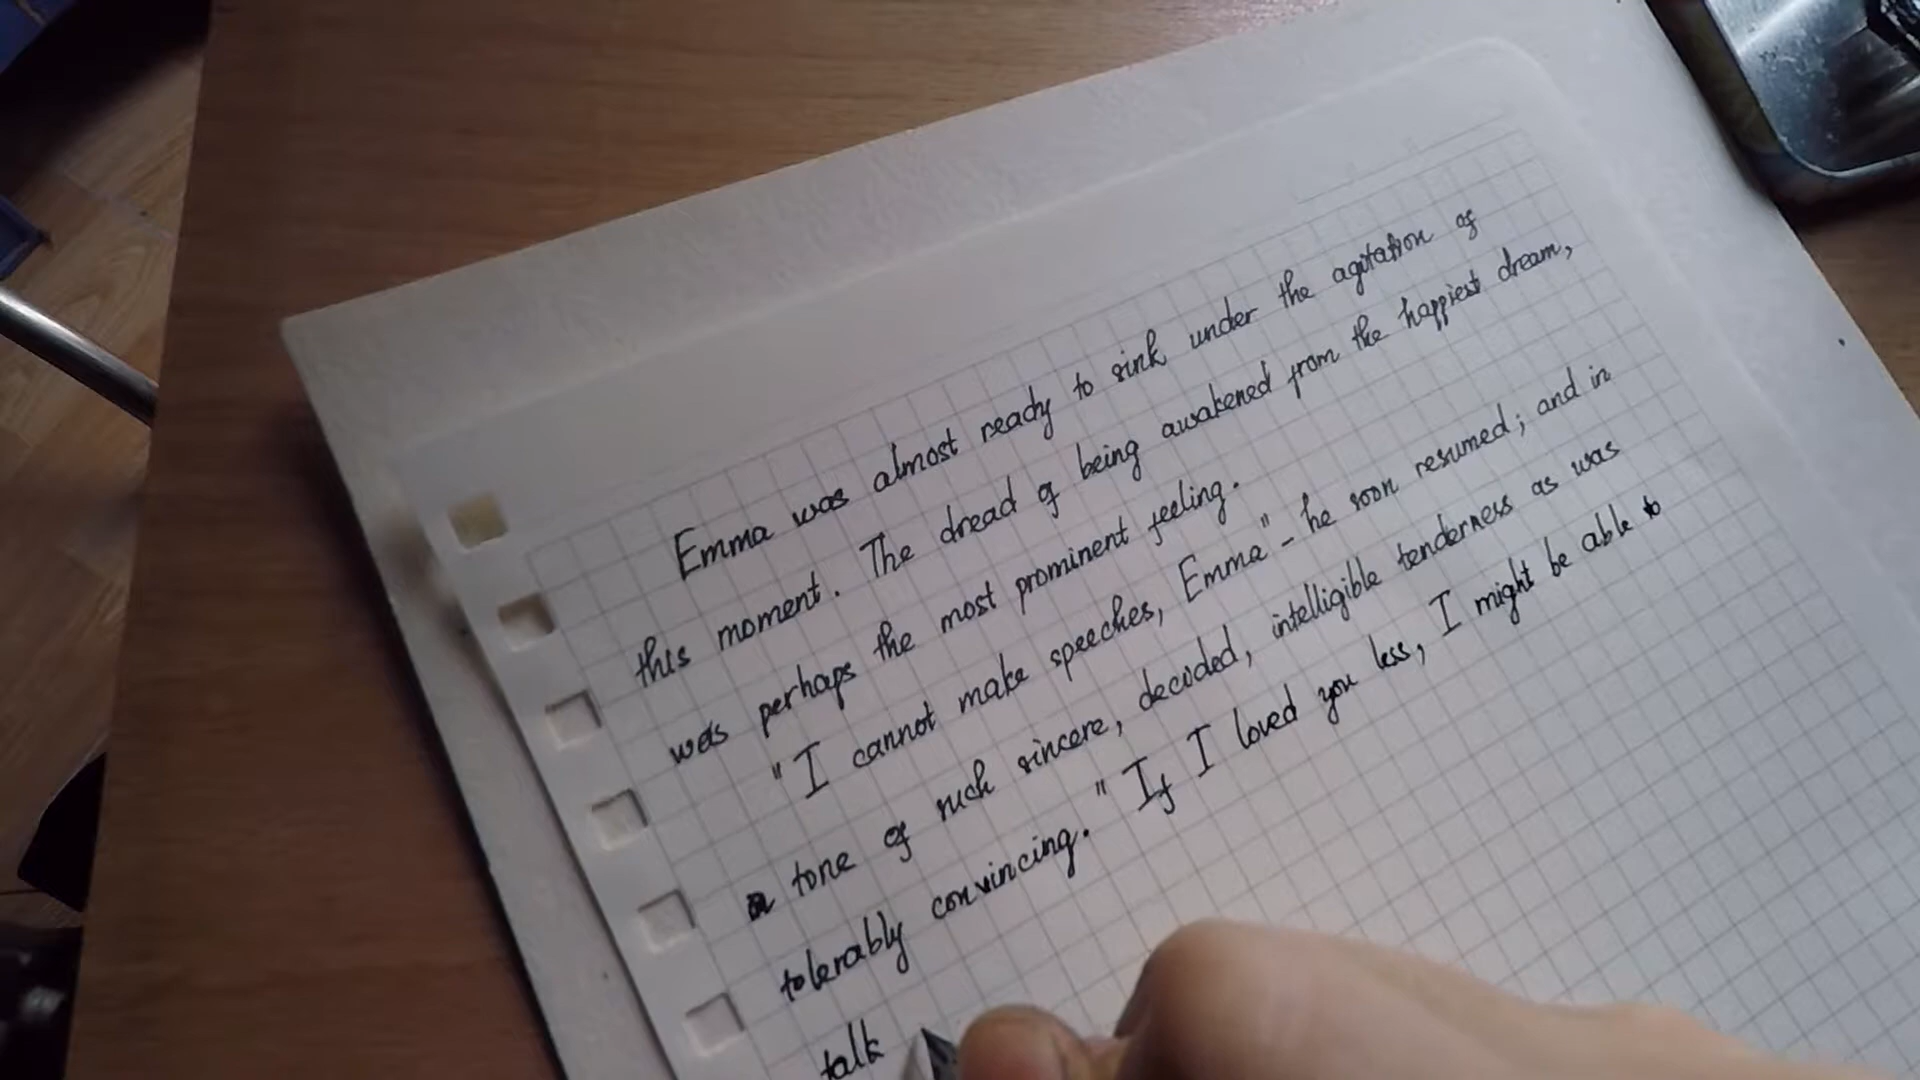 Emma was almost ready to sink under the agitation of
this moment. The dread of being awakened from the happiest dream,
was perhaps the most prominent feeling.
"I cannot make speeches, Emma" - he soon resumed; and in
a tone of such sincere, decided, intelligible tenderness as was
tolerably convincing. "If I loved you less, I might be able to
talk